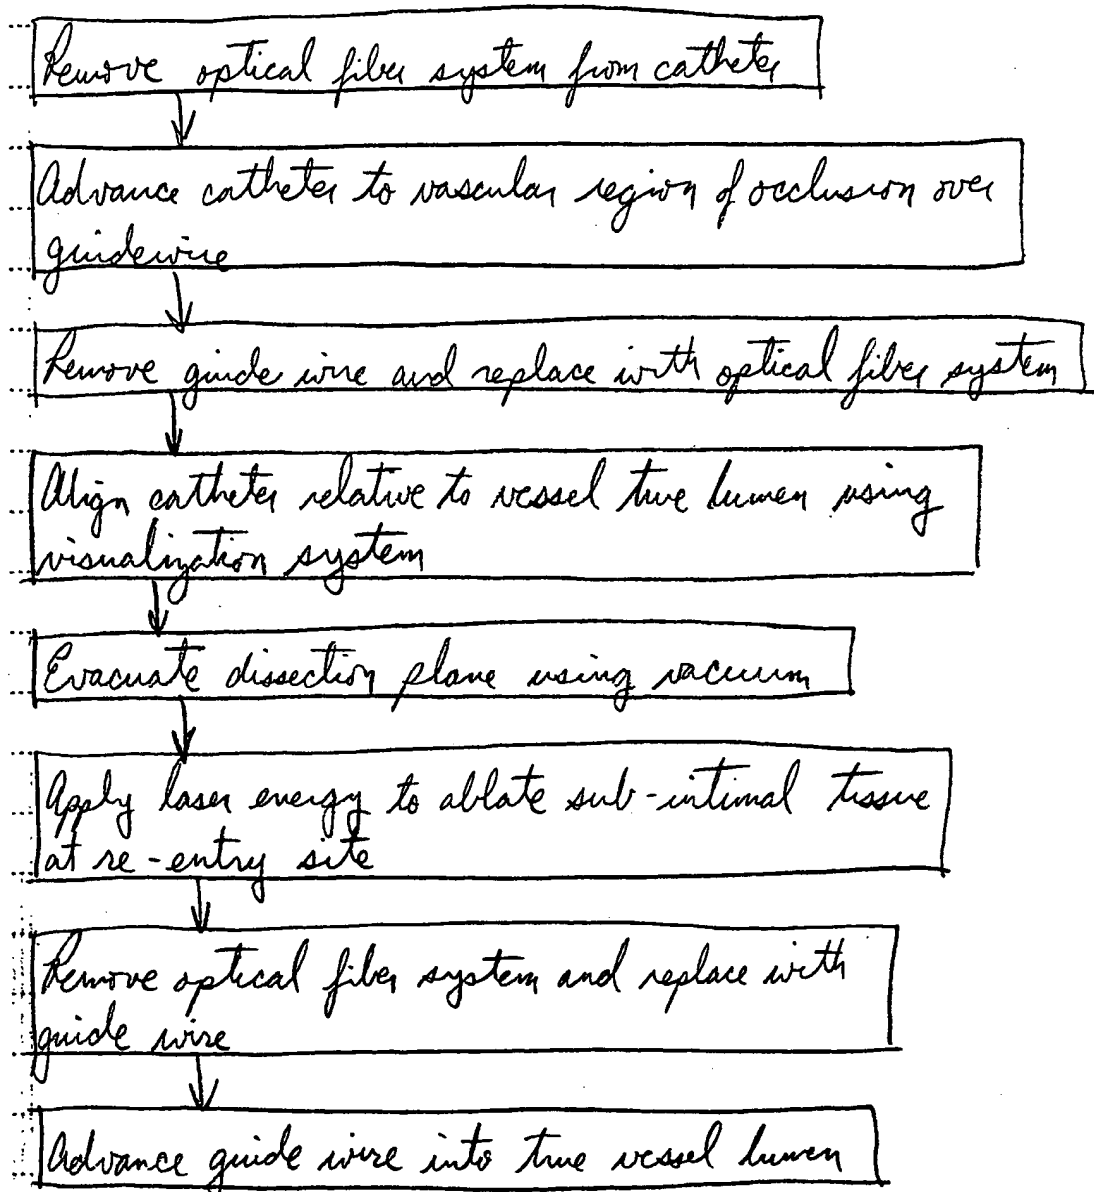 Remove optical fiber system from catheter
Advance catheter to vascular region of occlusion over
guidewire
Remove guide wire and replace with optical fiber system
Align catheter relative to vessel true lumen using
visualization system
Evacuate dissection plane using vacuum
Apply laser energy to ablate sub-intimal tissue
at re-entry site
Remove optical fiber system and replace with
guide wire
Advance guide wire into true vessel lumen